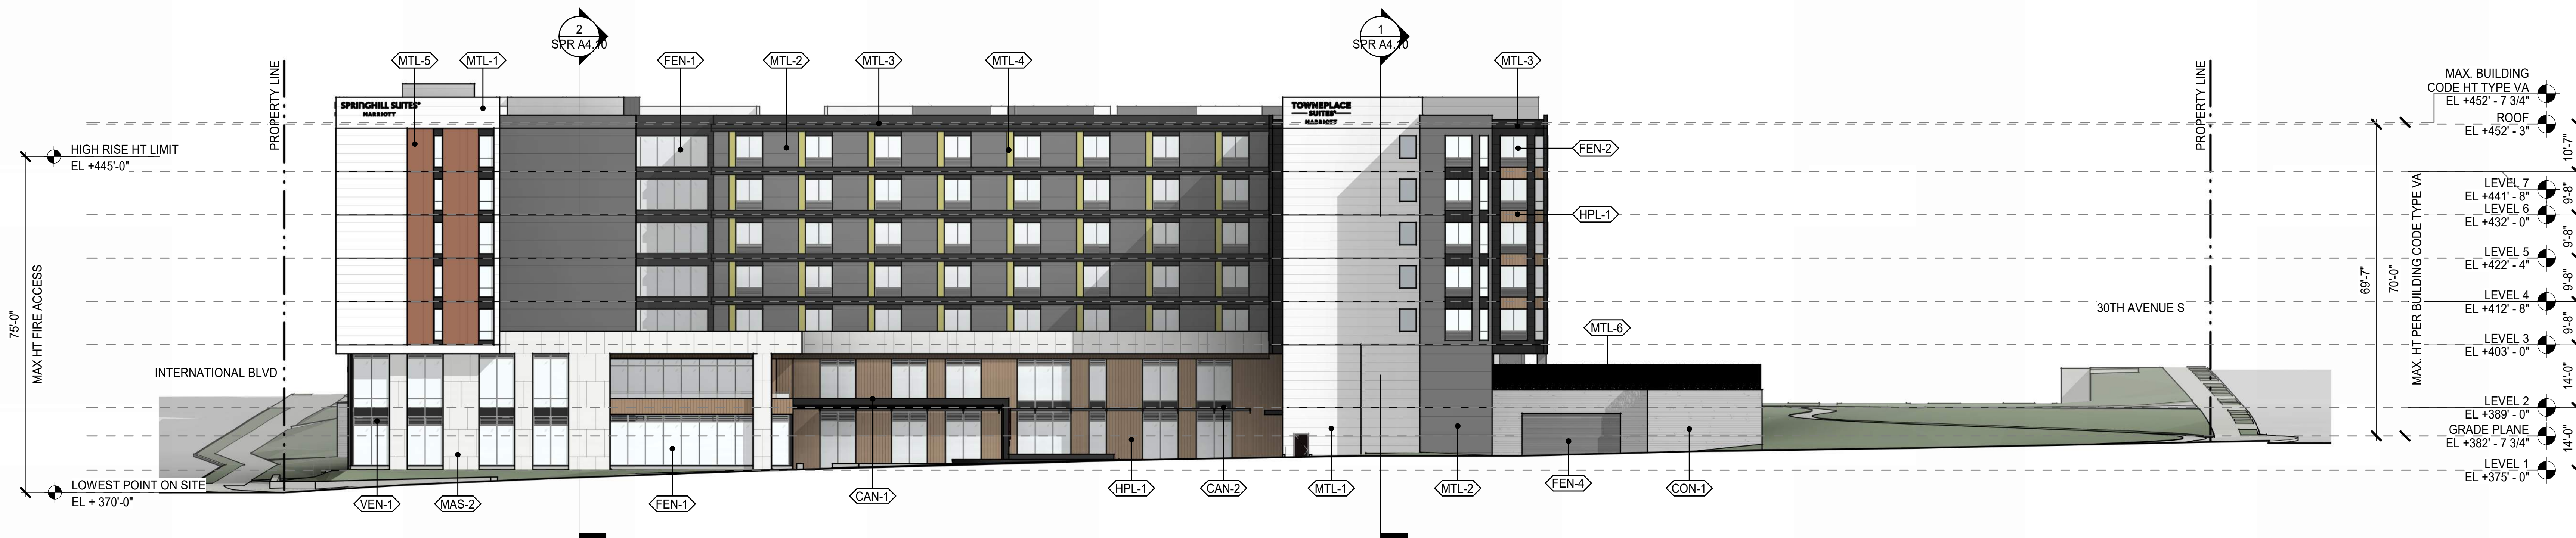 2
SPR A4.10
1
SPR A4.10
MTL-5
MTL-1
FEN-1
MTL-2
MTL-3
MTL-4
MTL-3
PROPERTY LINE
PROPERTY LINE
MAX. BUILDING
CODE HT TYPE VA
EL +452' - 7 3/4"
SPRINGHILL SUITES®
MARRIOTT
TOWNEPLACE
SUITES®
MARRIOTT
ROOF
EL +452' - 3"
HIGH RISE HT LIMIT
EL +445'-0"
FEN-2
10'-7"
LEVEL 7
EL +441' - 8"
9'-8"
HPL-1
LEVEL 6
EL +432' - 0"
9'-8"
LEVEL 5
EL +422' - 4"
9'-8"
LEVEL 4
EL +412' - 8"
9'-8"
75'-0"
MAX HT FIRE ACCESS
69'-7"
70'-0"
MAX. HT PER BUILDING CODE TYPE VA
30TH AVENUE S
MTL-6
LEVEL 3
EL +403' - 0"
14'-0"
INTERNATIONAL BLVD
LEVEL 2
EL +389' - 0"
GRADE PLANE
EL +382' - 7 3/4"
14'-0"
LEVEL 1
EL +375' - 0"
LOWEST POINT ON SITE
EL + 370'-0"
VEN-1
MAS-2
FEN-1
CAN-1
HPL-1
CAN-2
MTL-1
MTL-2
FEN-4
CON-1